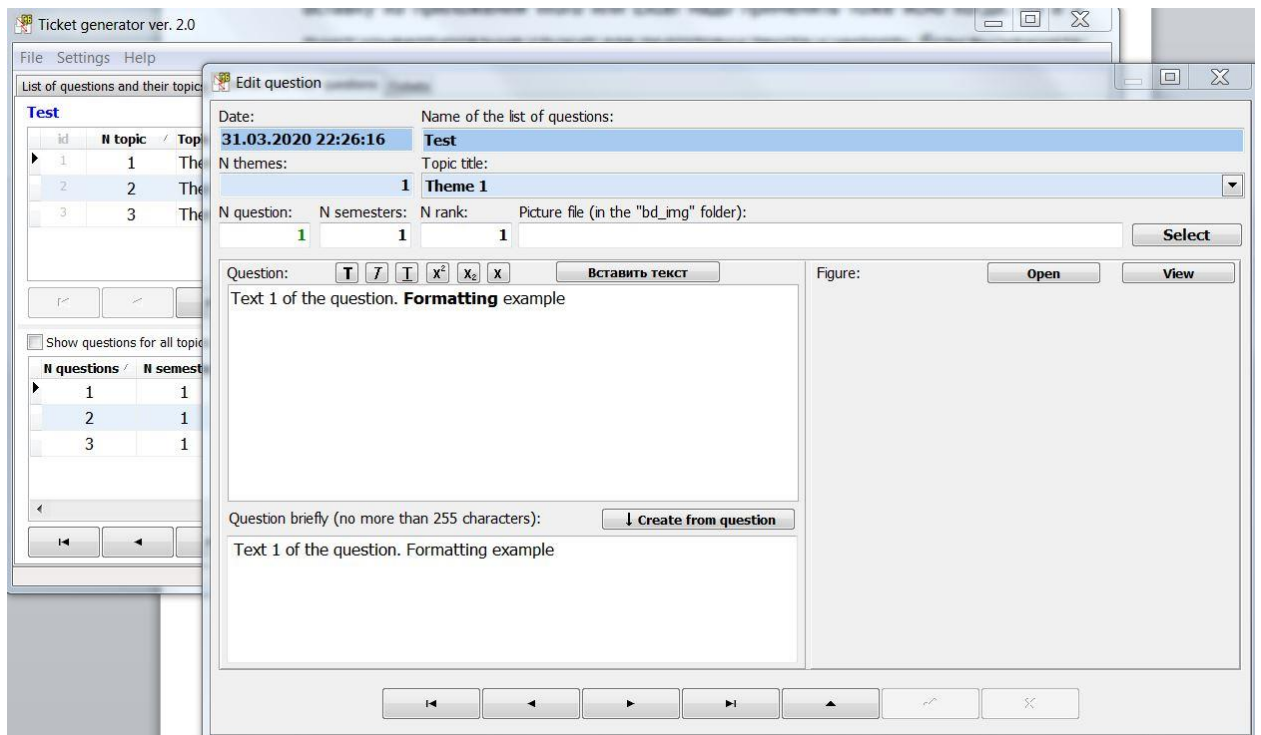 Ticket generator ver. 2.0
File Settings Help
List of questions and their topic
Test
id N topic Top
1 1 The
2 2 The
3 3 The
Show questions for all topic
N questions N semest
1 1
2 1
3 1
Edit question
Date: Name of the list of questions:
31.03.2020 22:26:16 Test
N themes: Topic title:
1 Theme 1
N question: N semesters: N rank: Picture file (in the "bd_img" folder):
1 1 1 Select
Question: T T T X² X₂ X Вставить текст Figure: Open View
Text 1 of the question. Formatting example
Question briefly (no more than 255 characters): ↓ Create from question
Text 1 of the question. Formatting example